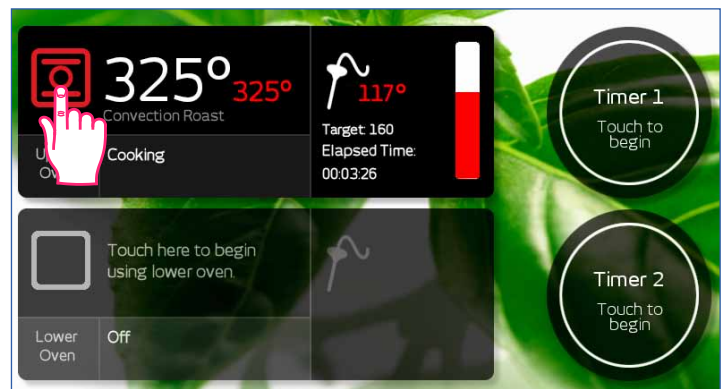 325° 325°
Convection Roast
Cooking
117°
Target: 160
Elapsed Time:
00:03:26
Timer 1
Touch to
begin
Touch here to begin
using lower oven.
Lower
Oven
Off
Timer 2
Touch to
begin